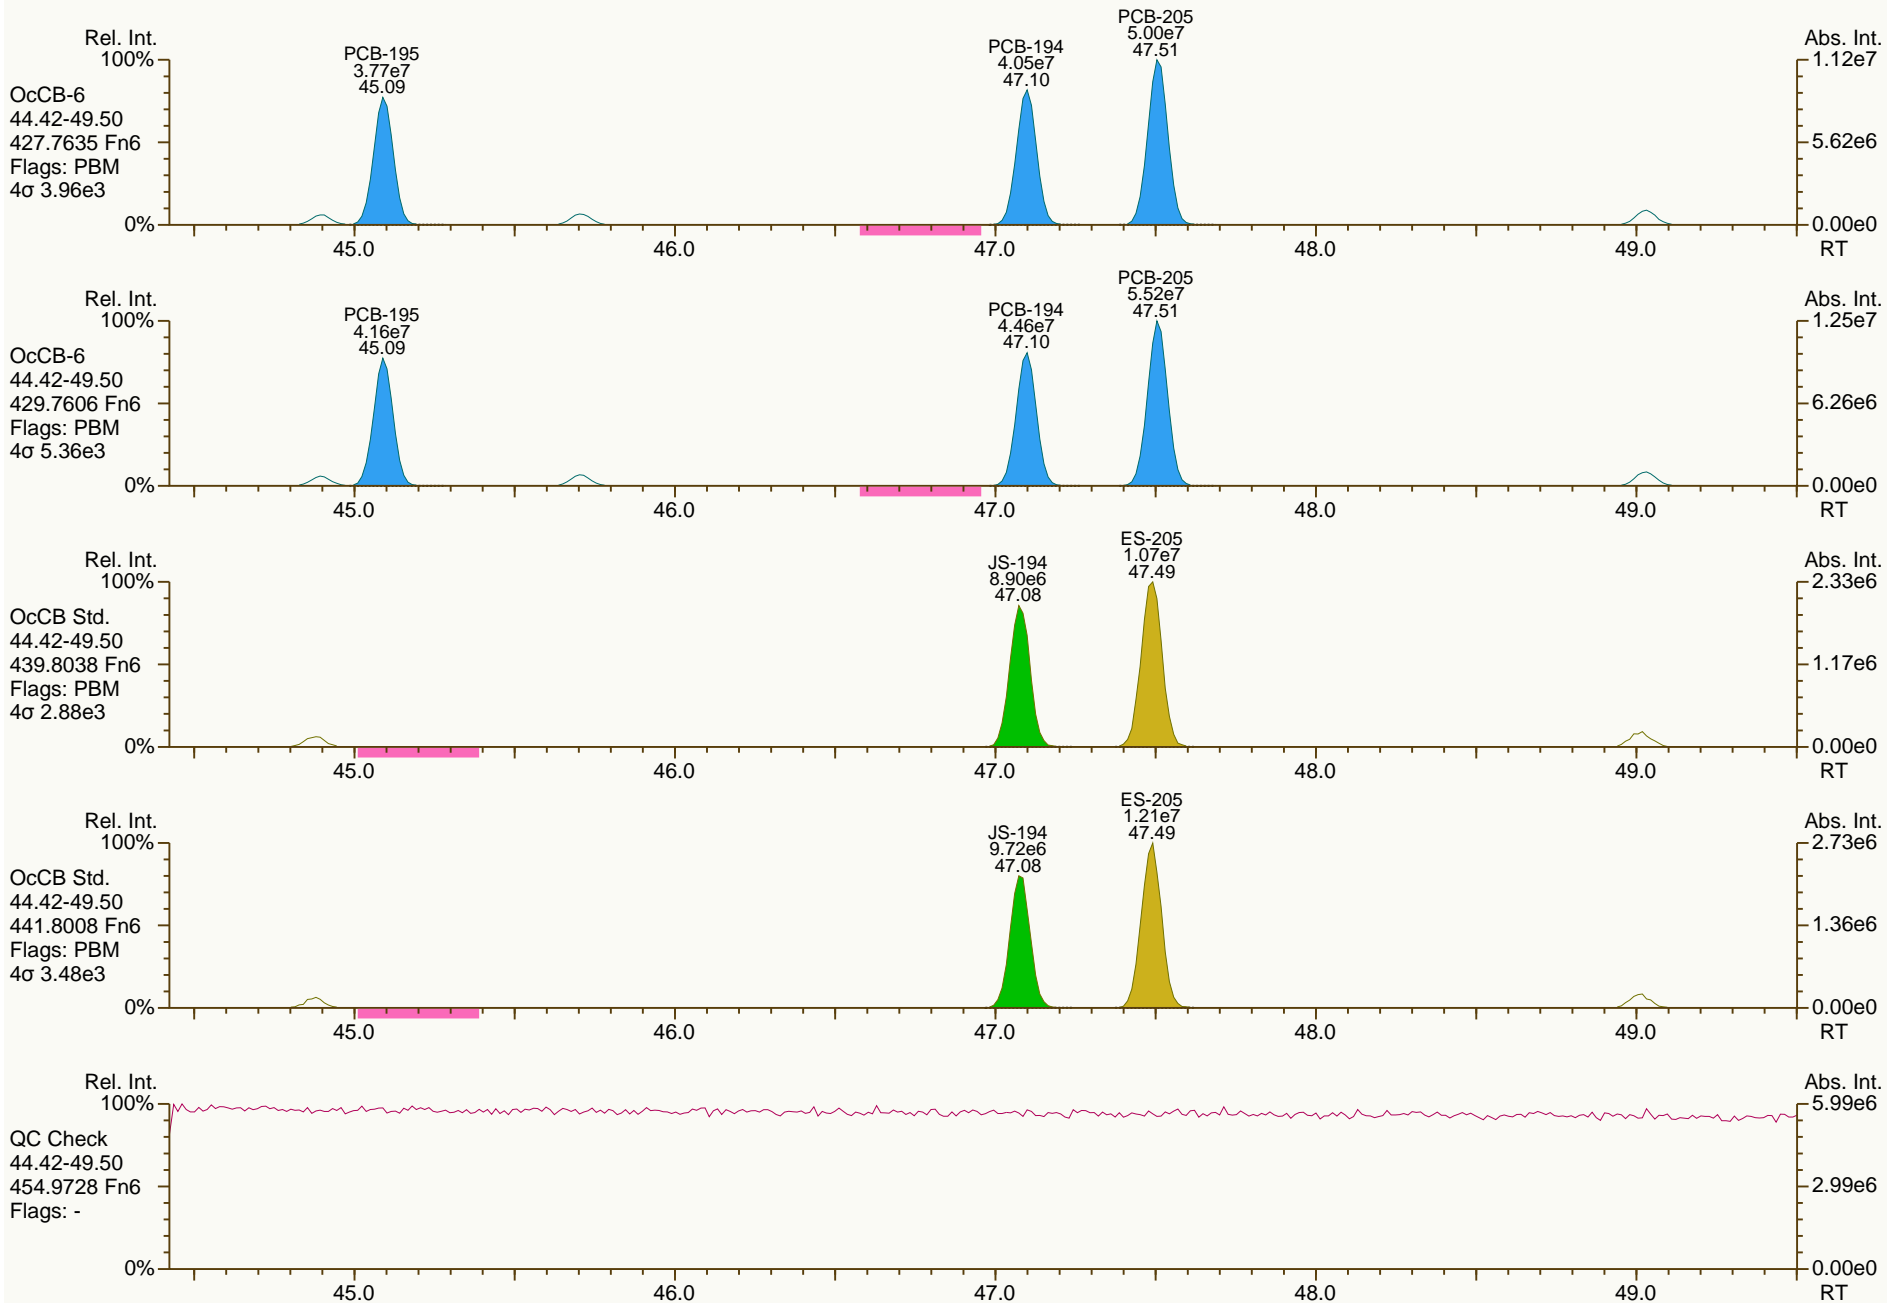 PCB-205
5.00e7
47.51
PCB-194
4.05e7
47.10
PCB-195
3.77e7
45.09
Rel. Int.
Abs. Int.
100%
1.12e7
OcCB-6
44.42-49.50
427.7635 Fn6
Flags: PBM
4σ 3.96e3
5.62e6
0%
0.00e0
45.0 46.0 47.0 48.0 49.0 RT
PCB-205
5.52e7
47.51
PCB-194
4.46e7
47.10
PCB-195
4.16e7
45.09
Rel. Int.
Abs. Int.
100%
1.25e7
OcCB-6
44.42-49.50
429.7606 Fn6
Flags: PBM
4σ 5.36e3
6.26e6
0%
0.00e0
45.0 46.0 47.0 48.0 49.0 RT
ES-205
1.07e7
47.49
JS-194
8.90e6
47.08
Rel. Int.
Abs. Int.
100%
2.33e6
OcCB Std.
44.42-49.50
439.8038 Fn6
Flags: PBM
4σ 2.88e3
1.17e6
0%
0.00e0
45.0 46.0 47.0 48.0 49.0 RT
ES-205
1.21e7
47.49
JS-194
9.72e6
47.08
Rel. Int.
Abs. Int.
100%
2.73e6
OcCB Std.
44.42-49.50
441.8008 Fn6
Flags: PBM
4σ 3.48e3
1.36e6
0%
0.00e0
45.0 46.0 47.0 48.0 49.0 RT
Rel. Int.
Abs. Int.
100%
5.99e6
QC Check
44.42-49.50
454.9728 Fn6
Flags: -
2.99e6
0%
0.00e0
45.0 46.0 47.0 48.0 49.0 RT